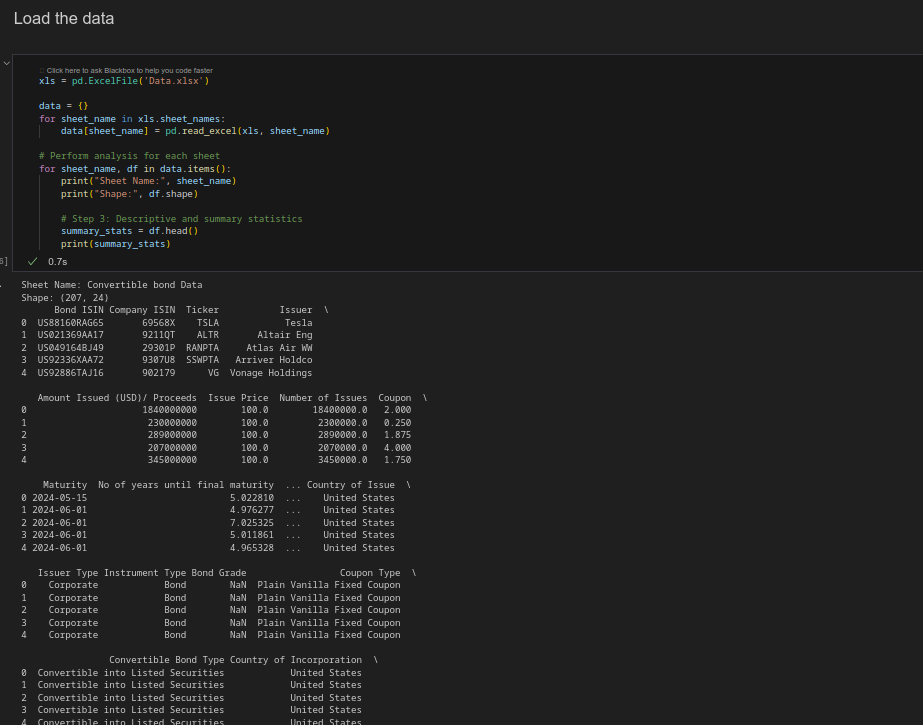 Load the data
Click here to ask Blackbox to help you code faster
xls = pd.ExcelFile('Data.xlsx')
data = {}
for sheet_name in xls.sheet_names:
    data[sheet_name] = pd.read_excel(xls, sheet_name)
# Perform analysis for each sheet
for sheet_name, df in data.items():
    print("Sheet Name:", sheet_name)
    print("Shape:", df.shape)
    # Step 3: Descriptive and summary statistics
    summary_stats = df.head()
    print(summary_stats)
6] ✓ 0.7s
Sheet Name: Convertible bond Data
Shape: (207, 24)
      Bond ISIN Company ISIN  Ticker           Issuer  \
0  US88160RAG65       69568X    TSLA            Tesla
1  US021369AA17       9211QT    ALTR       Altair Eng
2  US049164BJ49       29301P  RANPTA     Atlas Air WW
3  US92336XAA72       9307U8  SSWPTA   Arriver Holdco
4  US92886TAJ16       902179      VG  Vonage Holdings
   Amount Issued (USD)/ Proceeds  Issue Price  Number of Issues  Coupon  \
0                     1840000000        100.0        18400000.0   2.000
1                      230000000        100.0         2300000.0   0.250
2                      289000000        100.0         2890000.0   1.875
3                      207000000        100.0         2070000.0   4.000
4                      345000000        100.0         3450000.0   1.750
    Maturity  No of years until final maturity  ... Country of Issue  \
0 2024-05-15                          5.022810  ...    United States
1 2024-06-01                          4.976277  ...    United States
2 2024-06-01                          7.025325  ...    United States
3 2024-06-01                          5.011861  ...    United States
4 2024-06-01                          4.965328  ...    United States
   Issuer Type Instrument Type Bond Grade                 Coupon Type  \
0    Corporate            Bond        NaN  Plain Vanilla Fixed Coupon
1    Corporate            Bond        NaN  Plain Vanilla Fixed Coupon
2    Corporate            Bond        NaN  Plain Vanilla Fixed Coupon
3    Corporate            Bond        NaN  Plain Vanilla Fixed Coupon
4    Corporate            Bond        NaN  Plain Vanilla Fixed Coupon
                Convertible Bond Type Country of Incorporation  \
0  Convertible into Listed Securities            United States
1  Convertible into Listed Securities            United States
2  Convertible into Listed Securities            United States
3  Convertible into Listed Securities            United States
4  Convertible into Listed Securities            United States